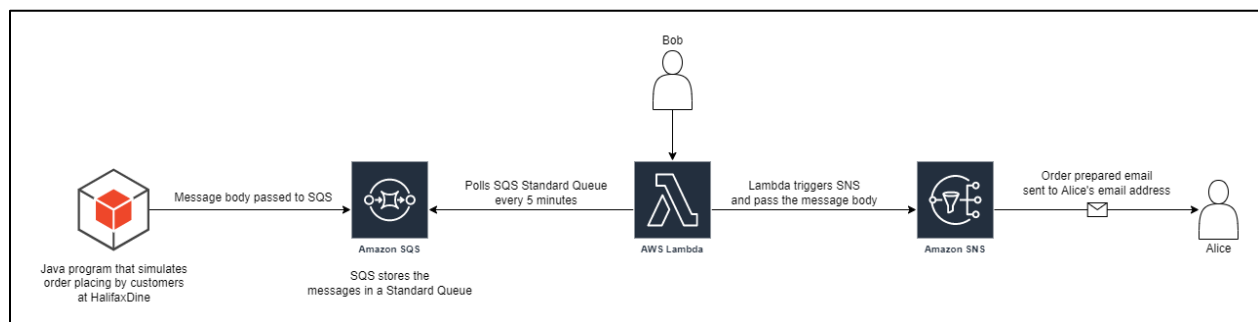 Bob
Message body passed to SQS
Polls SQS Standard Queue
every 5 minutes
Lambda triggers SNS
and pass the message body
Order prepared email
sent to Alice's email address
Amazon SQS
AWS Lambda
Amazon SNS
Alice
Java program that simulates
order placing by customers
at HalifaxDine
SQS stores the
messages in a Standard Queue